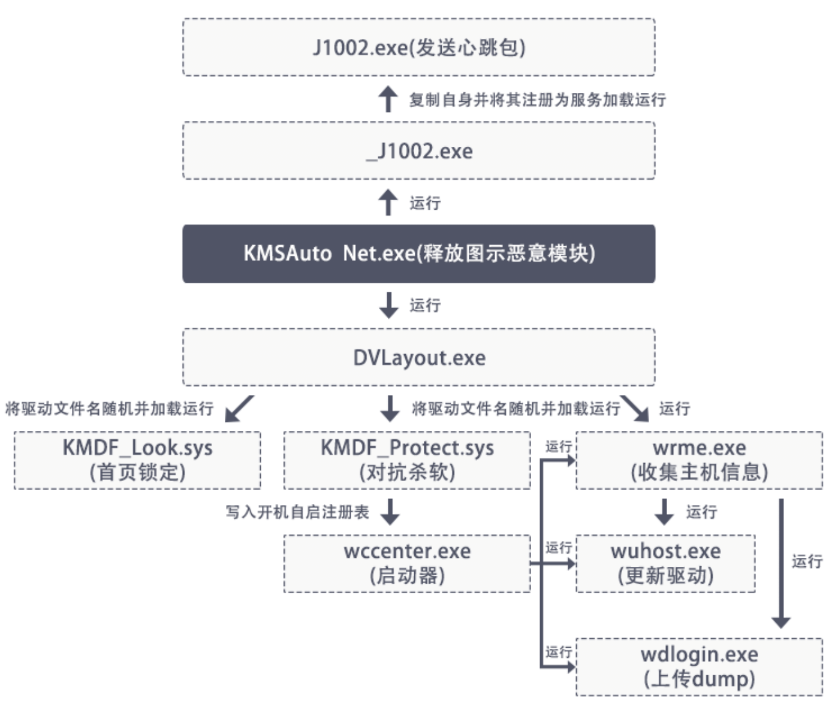 J1002.exe(发送心跳包)
复制自身并将其注册为服务加载运行
_J1002.exe
运行
KMSAuto Net.exe(释放图示恶意模块)
运行
DVLayout.exe
将驱动文件名随机并加载运行
将驱动文件名随机并加载运行
运行
KMDF_Look.sys
(首页锁定)
KMDF_Protect.sys
(对抗杀软)
运行
wrme.exe
(收集主机信息)
写入开机自启注册表
运行
wccenter.exe
(启动器)
运行
wuhost.exe
(更新驱动)
运行
运行
wdlogin.exe
(上传dump)